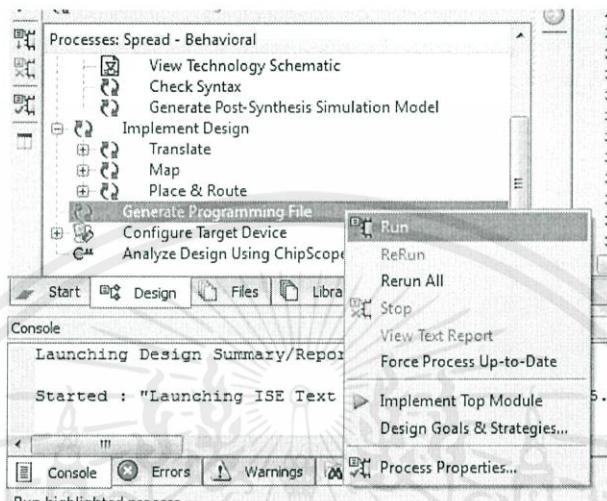 Processes: Spread - Behavioral
View Technology Schematic
Check Syntax
Generate Post-Synthesis Simulation Model
Implement Design
Translate
Map
Place & Route
Generate Programming File
Configure Target Device
Analyze Design Using ChipScope
Run
ReRun
Rerun All
Stop
View Text Report
Force Process Up-to-Date
Implement Top Module
Design Goals & Strategies...
Process Properties...
Start Design Files Libra
Console
Launching Design Summary/Repor
Started : "Launching ISE Text 5.
Console Errors Warnings
Run highlighted process